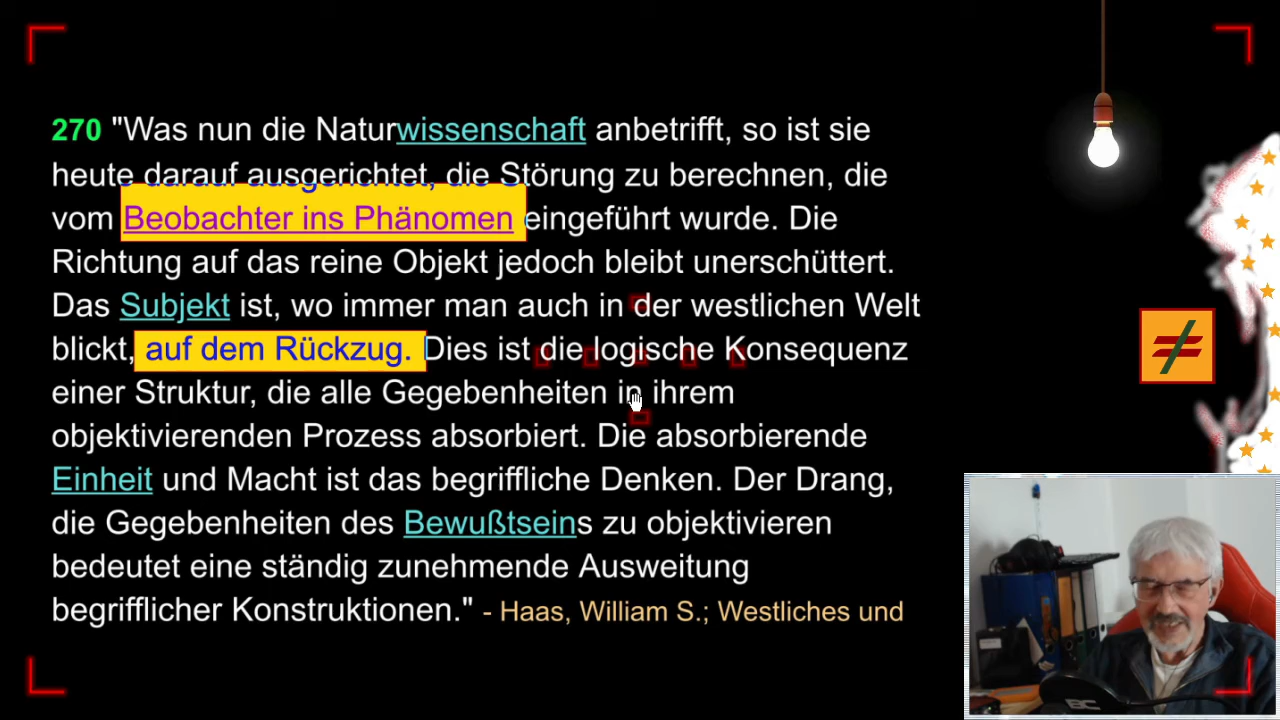 270 "Was nun die Naturwissenschaft anbetrifft, so ist sie
heute darauf ausgerichtet, die Störung zu berechnen, die
vom Beobachter ins Phänomen eingeführt wurde. Die
Richtung auf das reine Objekt jedoch bleibt unerschüttert.
Das Subjekt ist, wo immer man auch in der westlichen Welt
blickt, auf dem Rückzug. Dies ist die logische Konsequenz
einer Struktur, die alle Gegebenheiten in ihrem
objektivierenden Prozess absorbiert. Die absorbierende
Einheit und Macht ist das begriffliche Denken. Der Drang,
die Gegebenheiten des Bewußtseins zu objektivieren
bedeutet eine ständig zunehmende Ausweitung
begrifflicher Konstruktionen." - Haas, William S.; Westliches und
≠